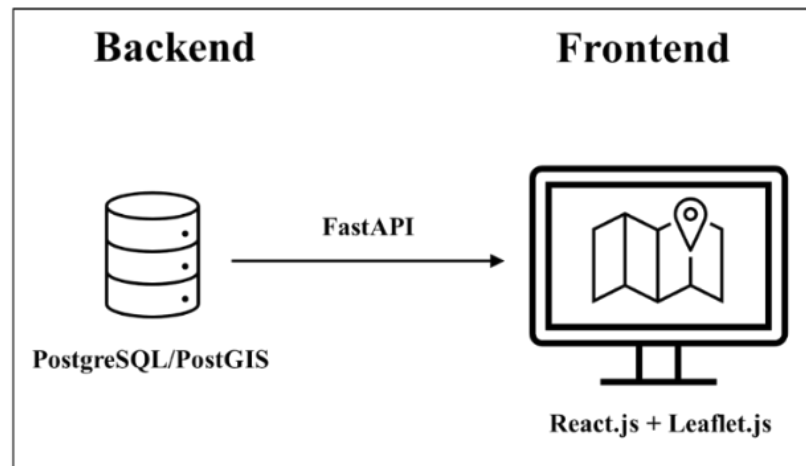 Backend
Frontend
FastAPI
PostgreSQL/PostGIS
React.js + Leaflet.js